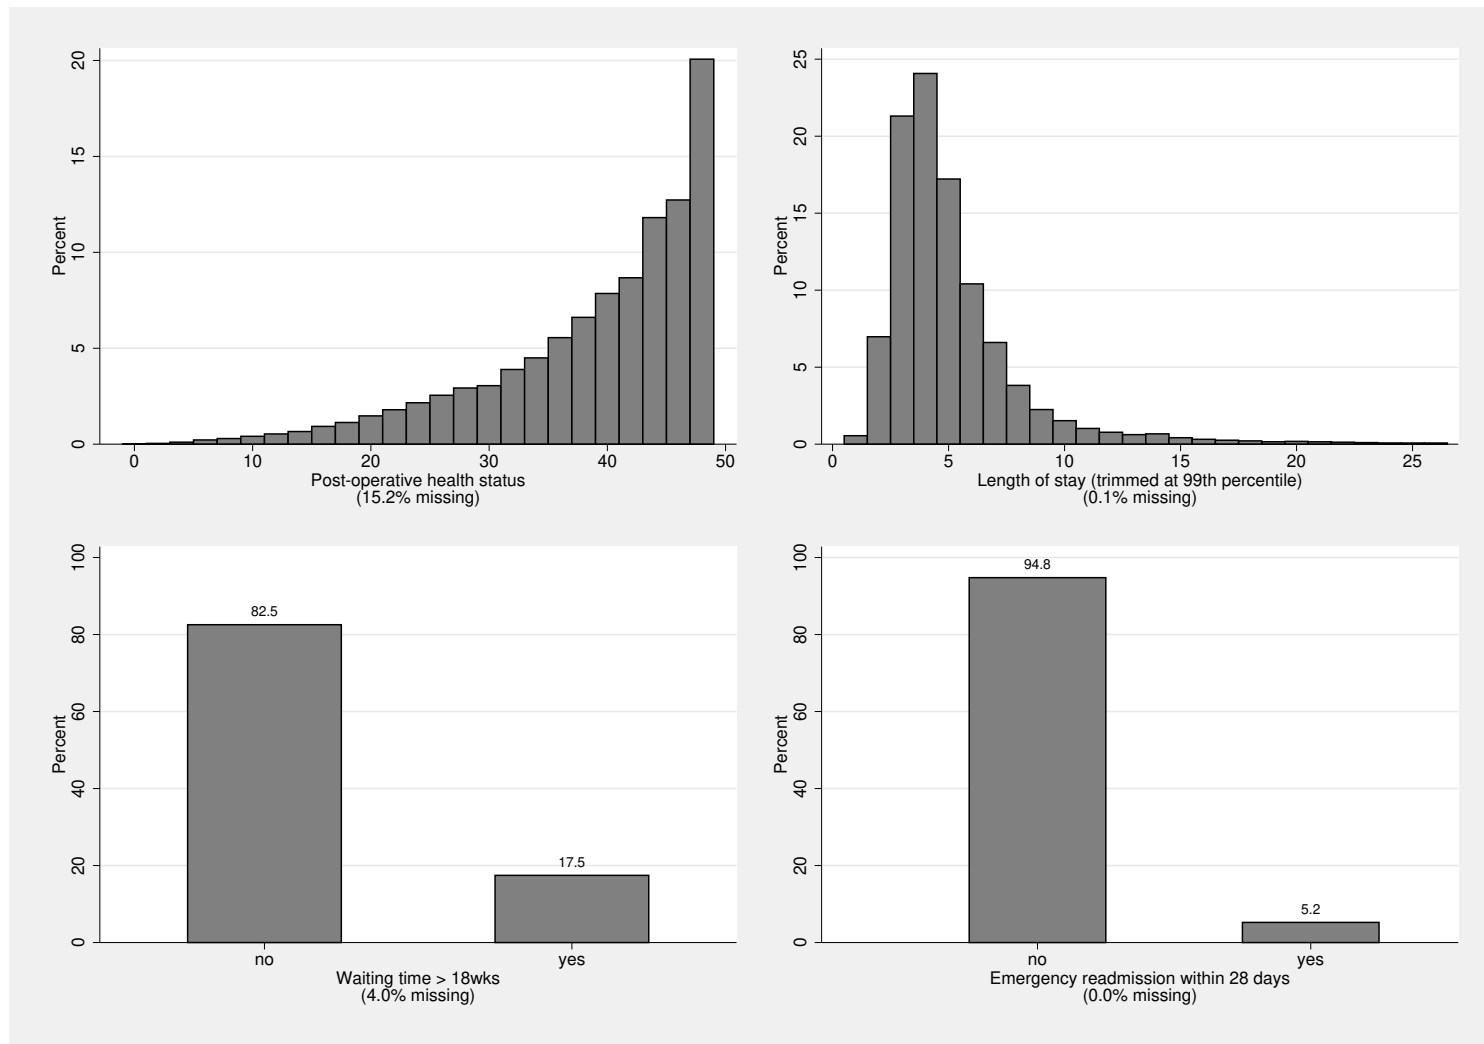 Percent
0 5 10 15 20
0 10 20 30 40 50
Post-operative health status
(15.2% missing)
Percent
0 5 10 15 20 25
0 5 10 15 20 25
Length of stay (trimmed at 99th percentile)
(0.1% missing)
Percent
0 20 40 60 80 100
82.5
17.5
no yes
Waiting time > 18wks
(4.0% missing)
Percent
0 20 40 60 80 100
94.8
5.2
no yes
Emergency readmission within 28 days
(0.0% missing)